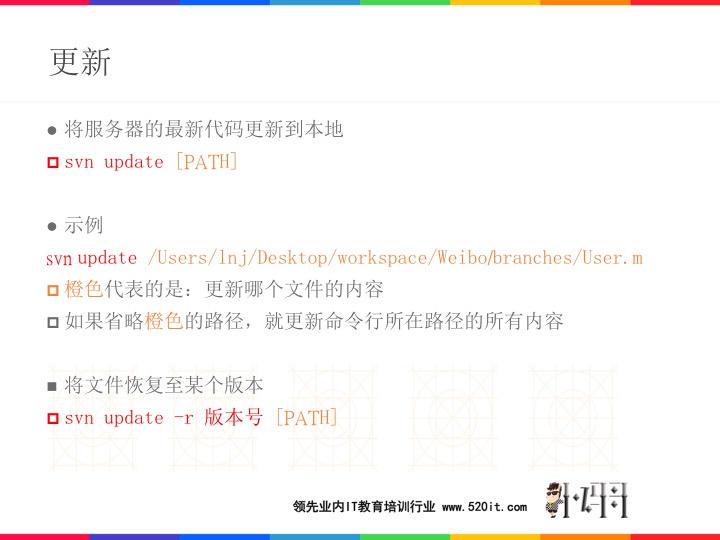 更新
将服务器的最新代码更新到本地
svn update [PATH]
示例
svn update /Users/lnj/Desktop/workspace/Weibo/branches/User.m
橙色代表的是：更新哪个文件的内容
如果省略橙色的路径，就更新命令行所在路径的所有内容
将文件恢复至某个版本
svn update -r 版本号 [PATH]
领先业内IT教育培训行业 www.520it.com
小码哥